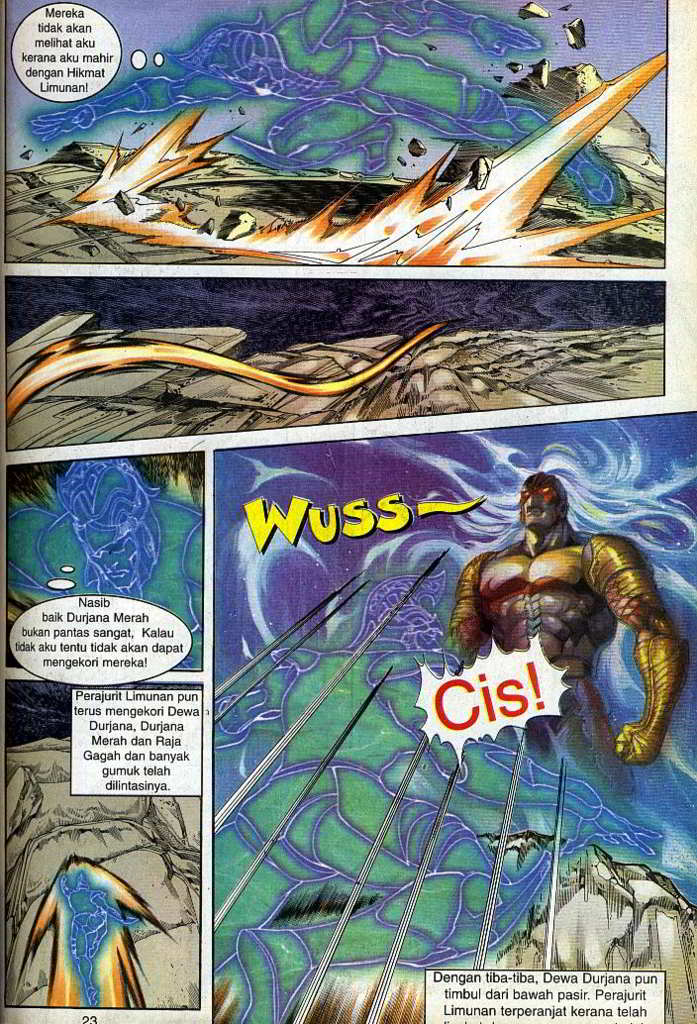 Mereka
tidak akan
melihat aku
kerana aku mahir
dengan Hikmat
Limunan!
Nasib
baik Durjana Merah
bukan pantas sangat, Kalau
tidak aku tentu tidak akan dapat
mengekori mereka!
Perajurit Limunan pun
terus mengekori Dewa
Durjana, Durjana
Merah dan Raja
Gagah dan banyak
gumuk telah
dilintasinya.
WUSS~
Cis!
Dengan tiba-tiba, Dewa Durjana pun
timbul dari bawah pasir. Perajurit
Limunan terperanjat kerana telah
23